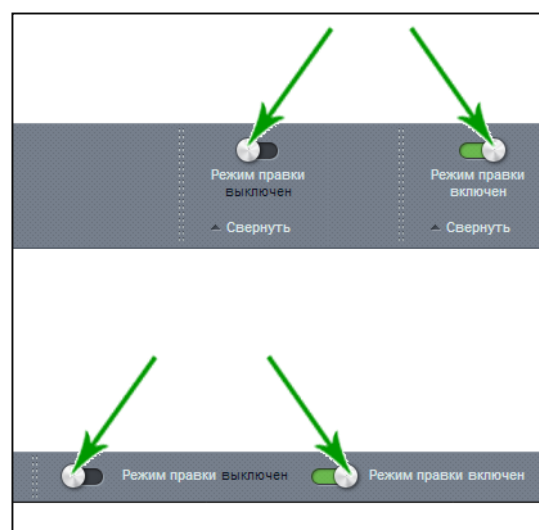 Режим правки
выключен
Свернуть
Режим правки
включен
Свернуть
Режим правки выключен
Режим правки включен